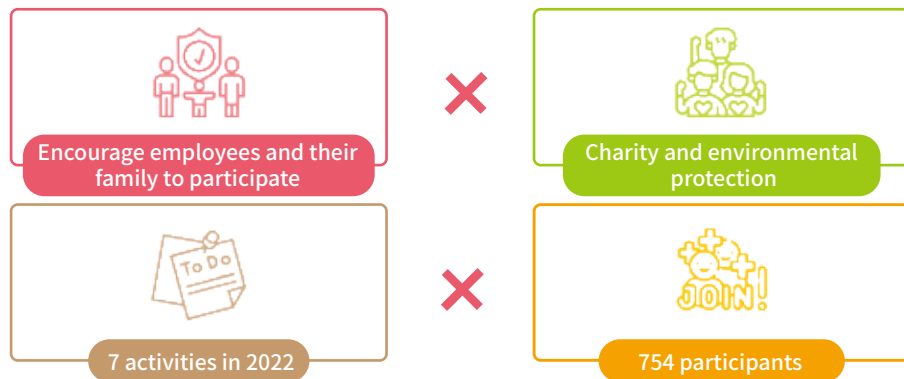 Encourage employees and their
family to participate
Charity and environmental
protection
To Do
JOIN!
7 activities in 2022
754 participants